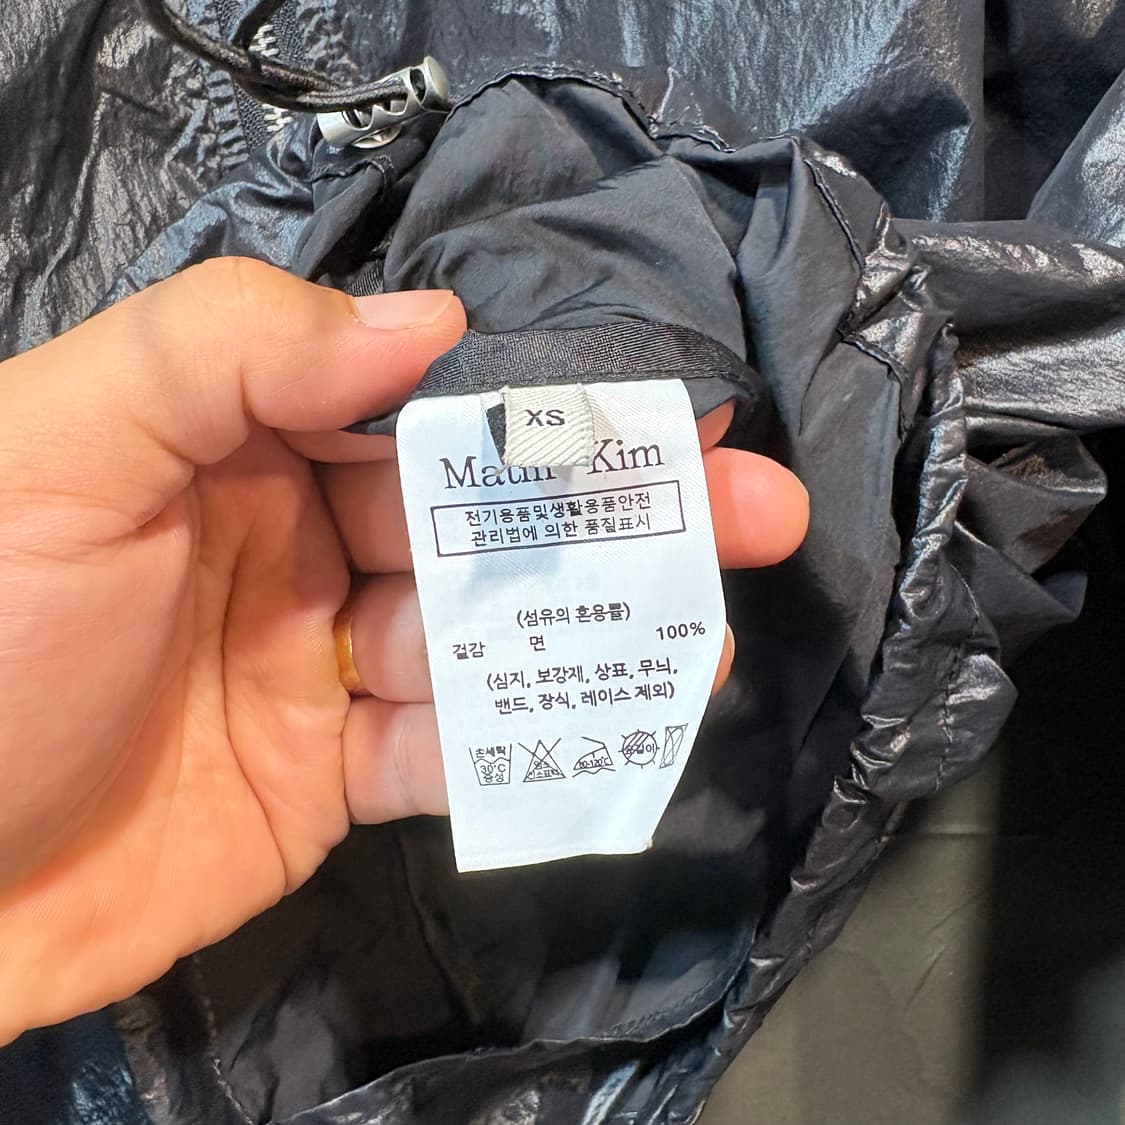 XS
Matin Kim
전기용품및생활용품안전
관리법에 의한 품질표시
(섬유의 혼용률)
겉감 면 100%
(심지, 보강재, 상표, 무늬,
밴드, 장식, 레이스 제외)
손세탁
30°C
중성